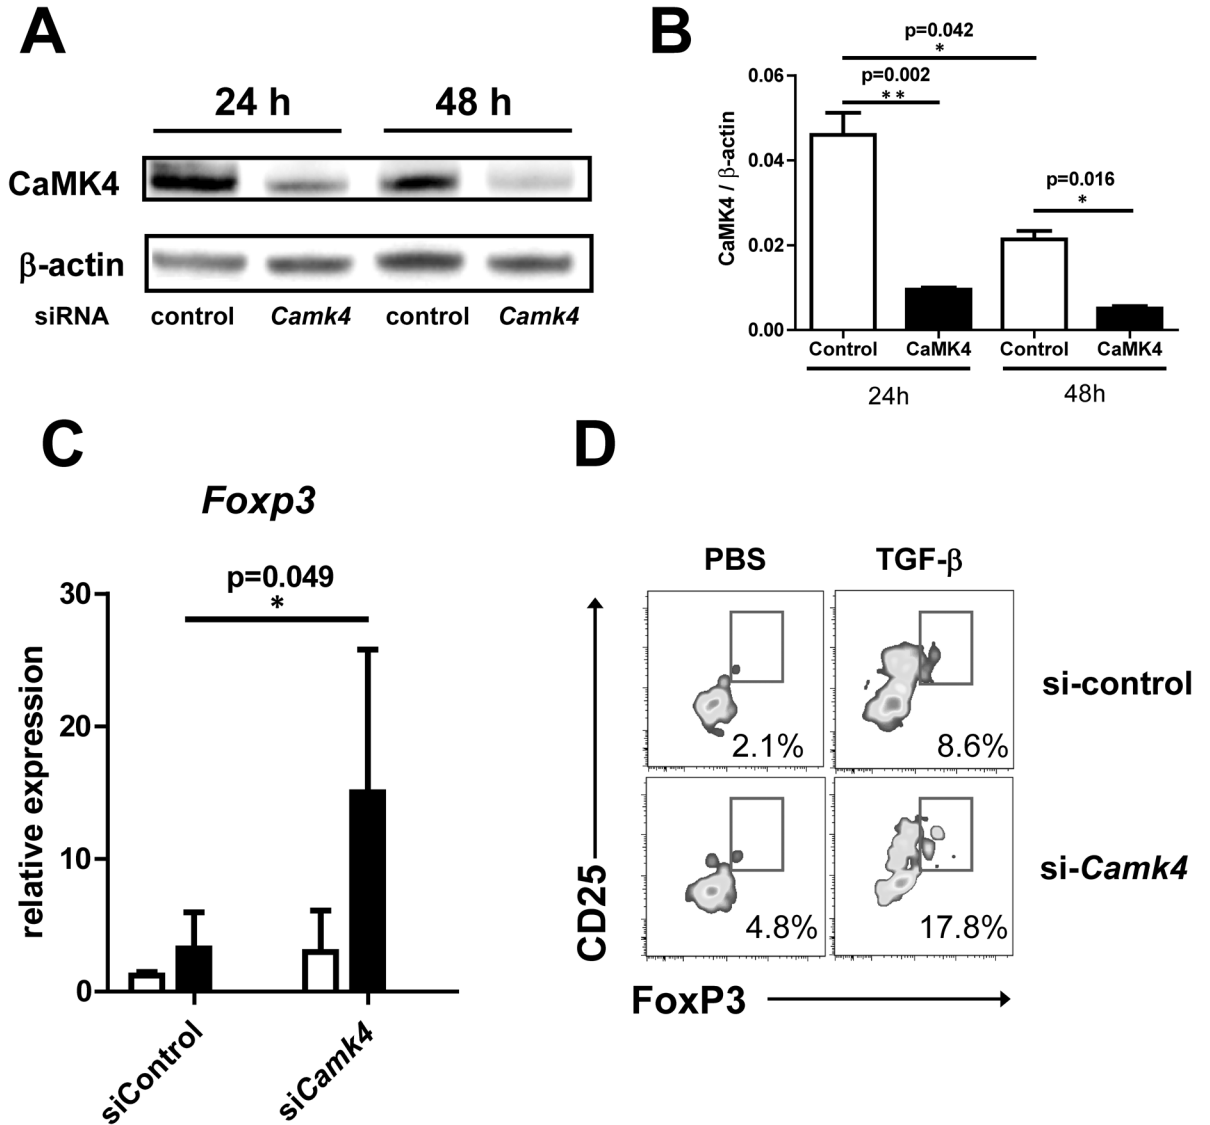 A
24 h 48 h
CaMK4
β-actin
siRNA control Camk4 control Camk4
B
p=0.042
*
p=0.002
**
p=0.016
*
CaMK4 / β-actin
0.06
0.04
0.02
0.00
Control CaMK4 Control CaMK4
24h 48h
C
Foxp3
p=0.049
*
relative expression
30
20
10
0
siControl siCamk4
D
PBS TGF-β
2.1% 8.6% si-control
4.8% 17.8% si-Camk4
CD25
FoxP3